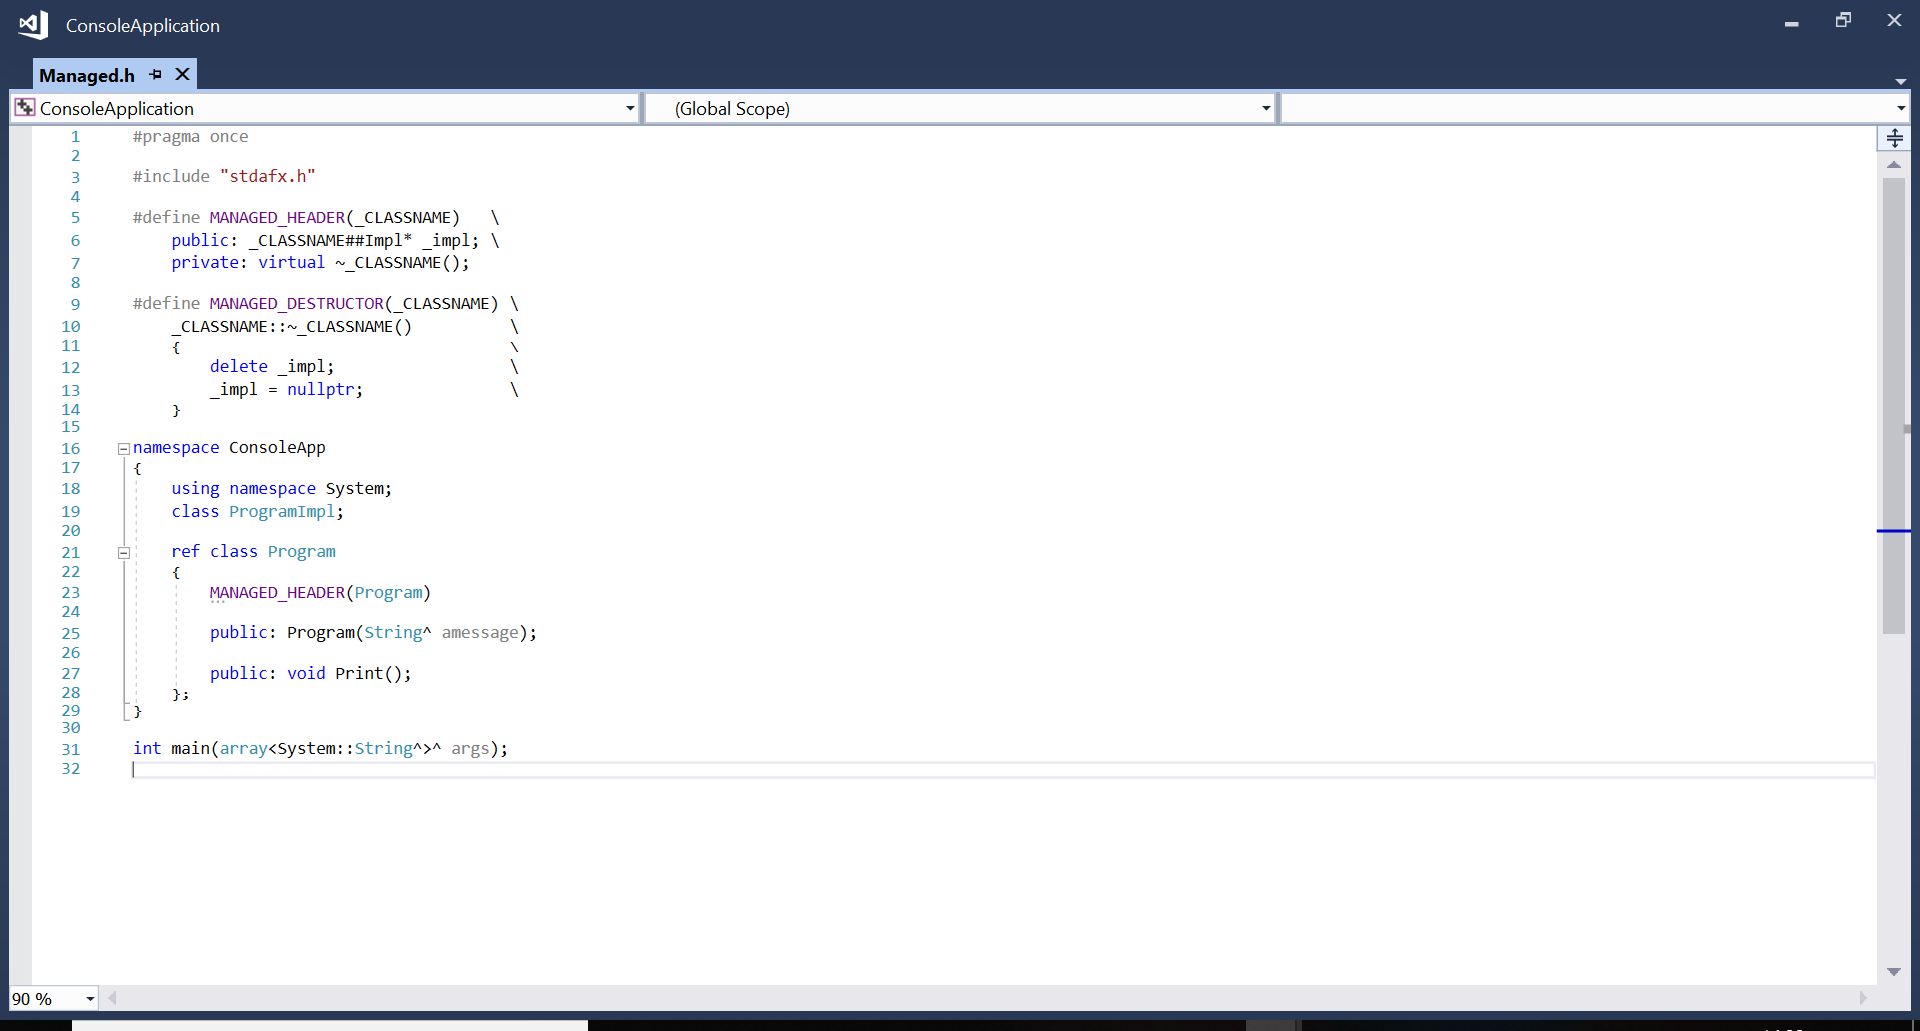 ConsoleApplication
Managed.h
ConsoleApplication (Global Scope)
1 #pragma once
2
3 #include "stdafx.h"
4
5 #define MANAGED_HEADER(_CLASSNAME)   \
6     public: _CLASSNAME##Impl* _impl; \
7     private: virtual ~_CLASSNAME();
8
9 #define MANAGED_DESTRUCTOR(_CLASSNAME) \
10     _CLASSNAME::~_CLASSNAME()          \
11     {                                  \
12         delete _impl;                  \
13         _impl = nullptr;               \
14     }
15
16 namespace ConsoleApp
17 {
18     using namespace System;
19     class ProgramImpl;
20
21     ref class Program
22     {
23         MANAGED_HEADER(Program)
24
25         public: Program(String^ amessage);
26
27         public: void Print();
28     };
29 }
30
31 int main(array<System::String^>^ args);
32
90 %